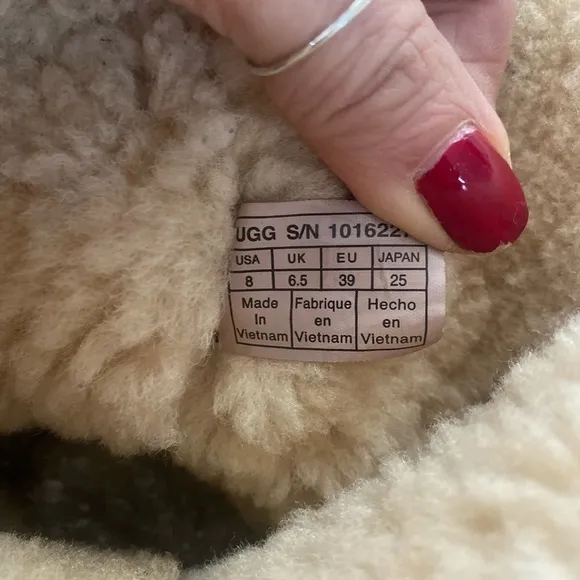 UGG S/N 101622
USA UK EU JAPAN
8 6.5 39 25
Made Fabrique Hecho
In en en
Vietnam Vietnam Vietnam